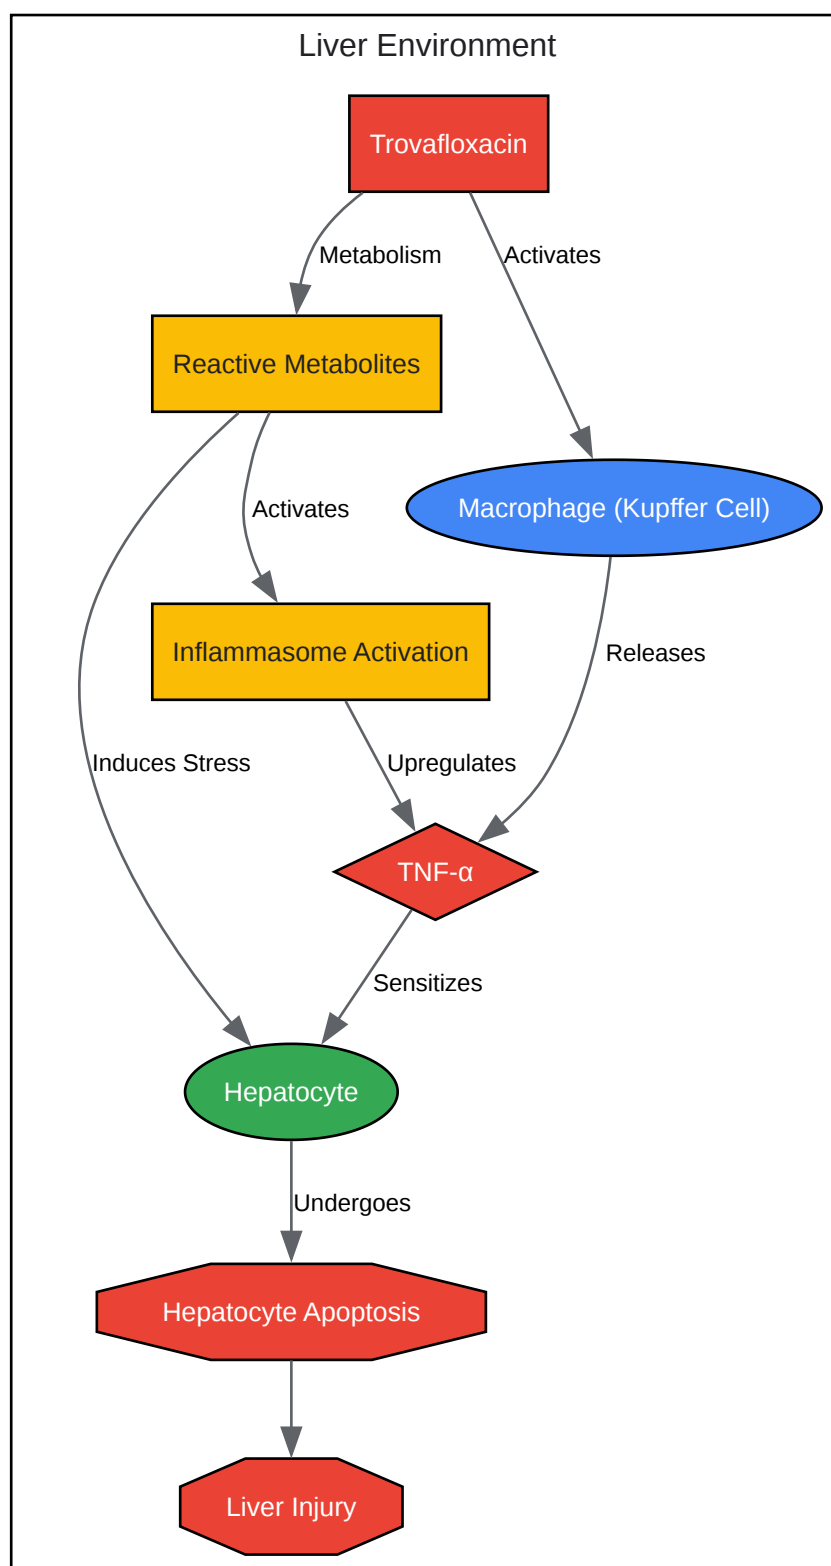 Liver Environment
Trovafloxacin
Metabolism
Activates
Reactive Metabolites
Activates
Macrophage (Kupffer Cell)
Inflammasome Activation
Releases
Induces Stress
Upregulates
TNF-α
Sensitizes
Hepatocyte
Undergoes
Hepatocyte Apoptosis
Liver Injury